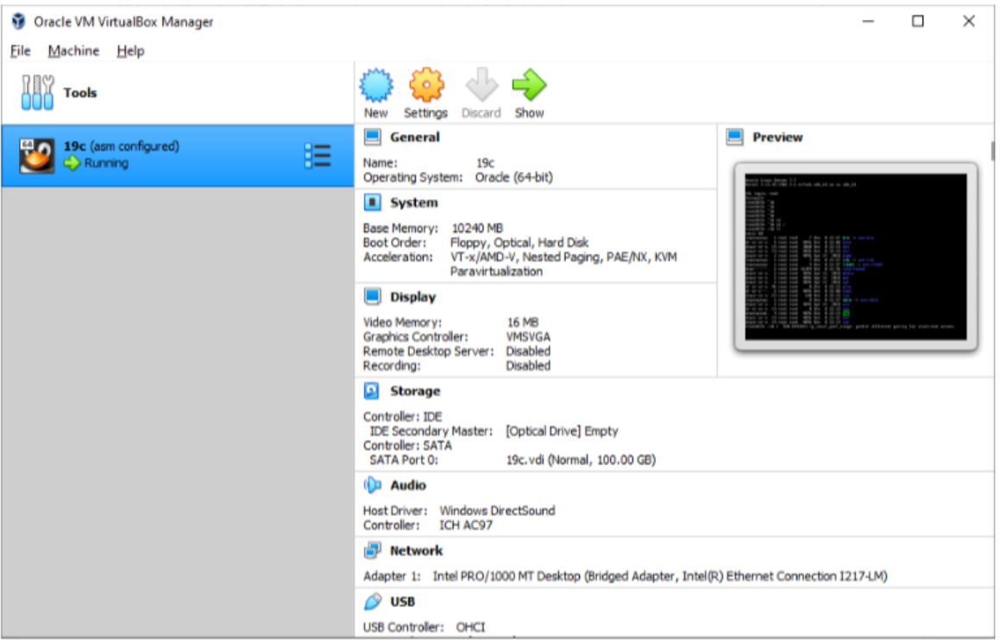 Oracle VM VirtualBox Manager
File Machine Help
Tools
New Settings Discard Show
64
19c (asm configured)
Running
General
Name: 19c
Operating System: Oracle (64-bit)
Preview
System
Base Memory: 10240 MB
Boot Order: Floppy, Optical, Hard Disk
Acceleration: VT-x/AMD-V, Nested Paging, PAE/NX, KVM
Paravirtualization
Display
Video Memory: 16 MB
Graphics Controller: VMSVGA
Remote Desktop Server: Disabled
Recording: Disabled
Storage
Controller: IDE
IDE Secondary Master: [Optical Drive] Empty
Controller: SATA
SATA Port 0: 19c.vdi (Normal, 100.00 GB)
Audio
Host Driver: Windows DirectSound
Controller: ICH AC97
Network
Adapter 1: Intel PRO/1000 MT Desktop (Bridged Adapter, Intel(R) Ethernet Connection I217-LM)
USB
USB Controller: OHCI